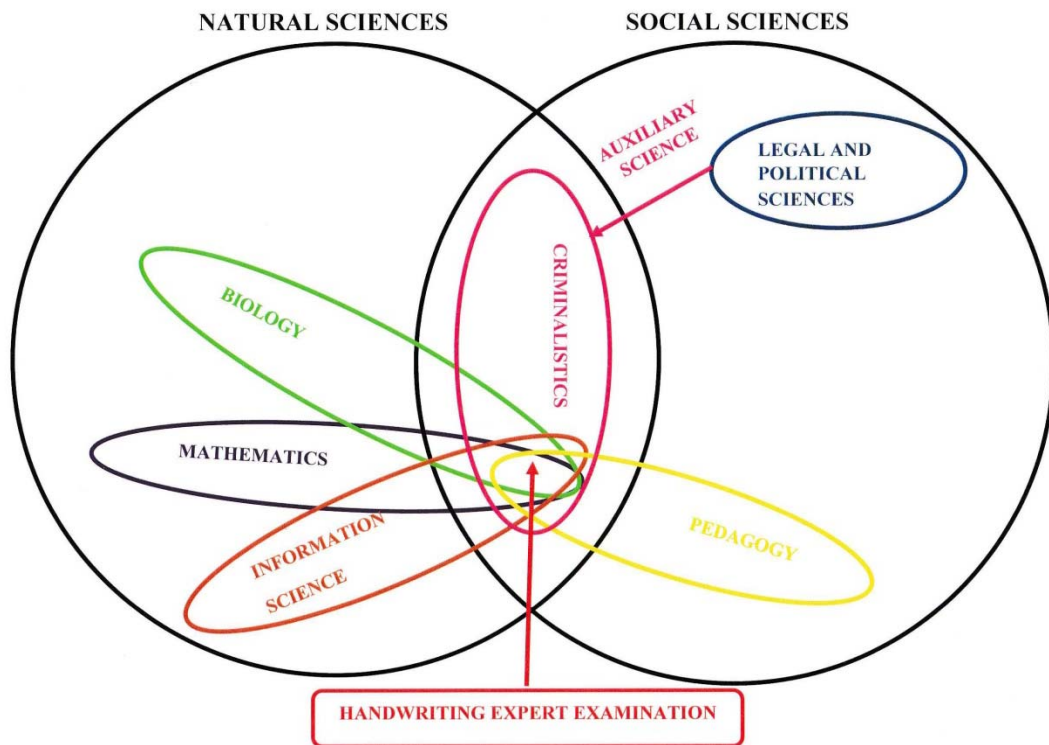 NATURAL SCIENCES
SOCIAL SCIENCES
AUXILIARY
SCIENCE
LEGAL AND
POLITICAL
SCIENCES
CRIMINALISTICS
BIOLOGY
MATHEMATICS
INFORMATION
SCIENCE
PEDAGOGY
HANDWRITING EXPERT EXAMINATION